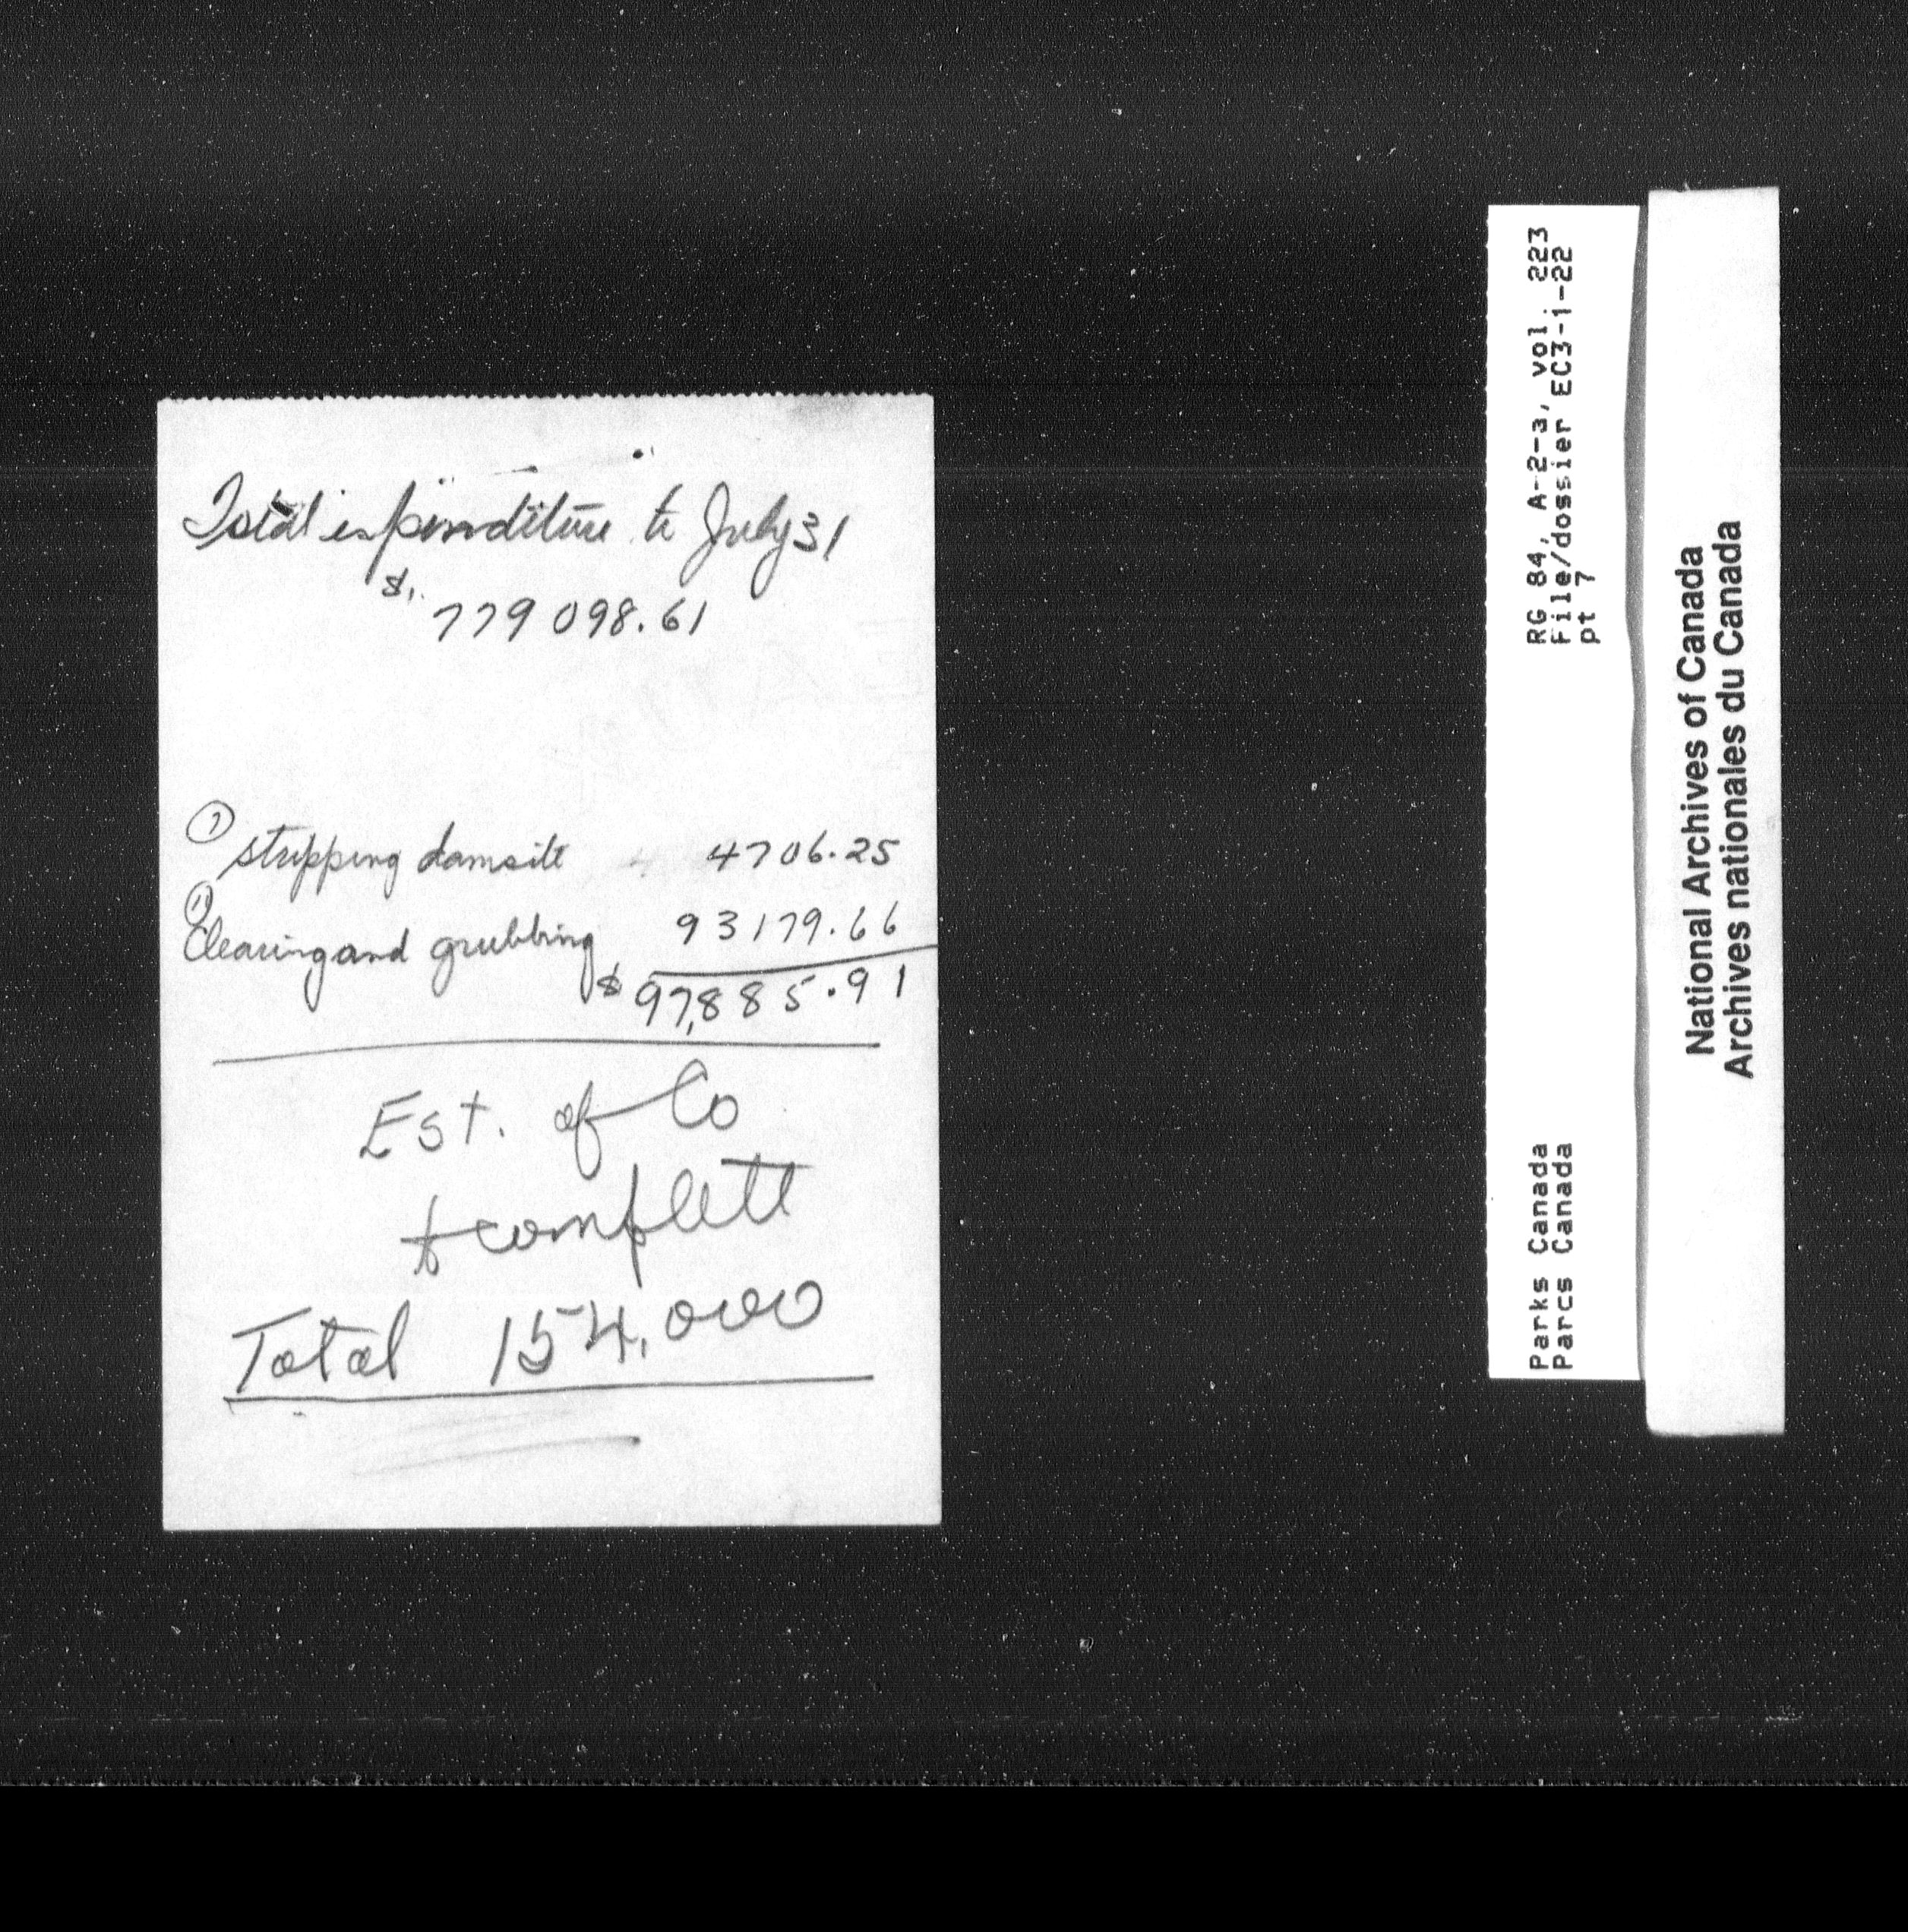 Total expenditure to July 31
$ 779 098.61
① stripping damsite 4706.25
⑪ Clearing and grubbing 93179.66
$ 97,885.91
Est. of Co
to complete
Total 154,000
RG 84, A-2-a, vol. 223
File/dossier EC3-1-22
pt 7
Parks Canada
Parcs Canada
National Archives of Canada
Archives nationales du Canada